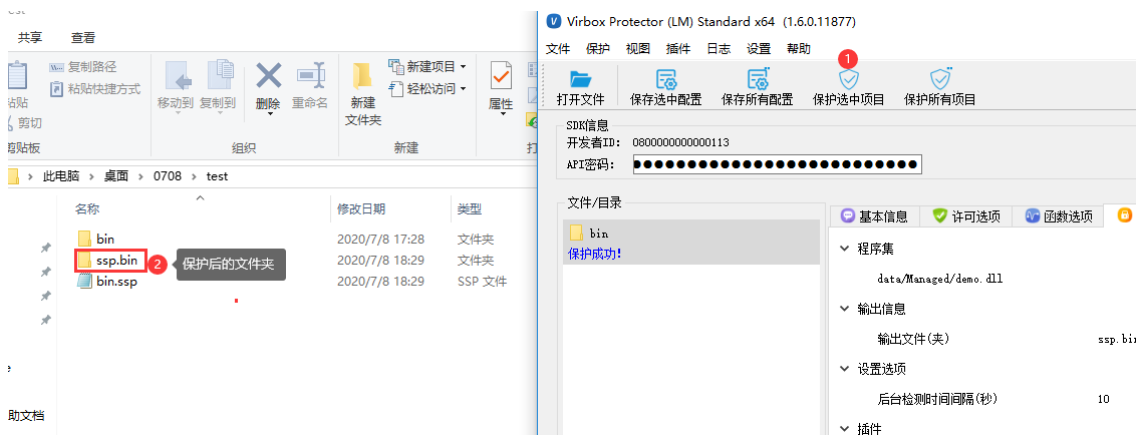 共享 查看
复制路径
粘贴快捷方式
剪切
移动到 复制到 删除 重命名
新建
文件夹
新建项目
轻松访问
属性
组织
新建
此电脑 > 桌面 > 0708 > test
名称 修改日期 类型
bin 2020/7/8 17:28 文件夹
ssp.bin 2 保护后的文件夹 2020/7/8 18:29 文件夹
bin.ssp 2020/7/8 18:29 SSP 文件
助文档
Virbox Protector (LM) Standard x64 (1.6.0.11877)
文件 保护 视图 插件 日志 设置 帮助
1
打开文件 保存选中配置 保存所有配置 保护选中项目 保护所有项目
SDK信息
开发者ID: 0800000000000113
API密码: ●●●●●●●●●●●●●●●●●●●●●●
文件/目录
bin
保护成功!
基本信息 许可选项 函数选项
程序集
data/Managed/demo.dll
输出信息
输出文件(夹) ssp.bin
设置选项
后台检测时间间隔(秒) 10
插件